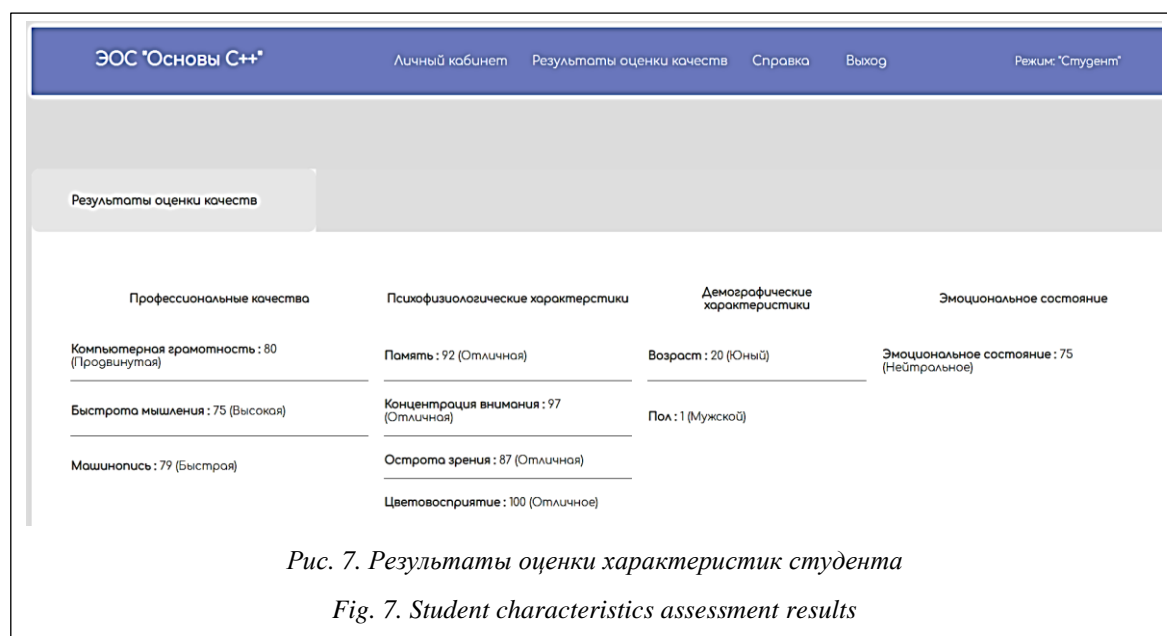 ЭОС "Основы С++"
Личный кабинет Результаты оценки качеств Справка Выход Режим: "Студент"
Результаты оценки качеств
Профессиональные качества
Компьютерная грамотность : 80
(Продвинутая)
Быстрота мышления : 75 (Высокая)
Машинопись : 79 (Быстрая)
Психофизиологические характерстики
Память : 92 (Отличная)
Концентрация внимания : 97
(Отличная)
Острота зрения : 87 (Отличная)
Цветовосприятие : 100 (Отличное)
Демографические
характеристики
Возраст : 20 (Юный)
Пол : 1 (Мужской)
Эмоциональное состояние
Эмоциональное состояние : 75
(Нейтральное)
Рис. 7. Результаты оценки характеристик студента
Fig. 7. Student characteristics assessment results